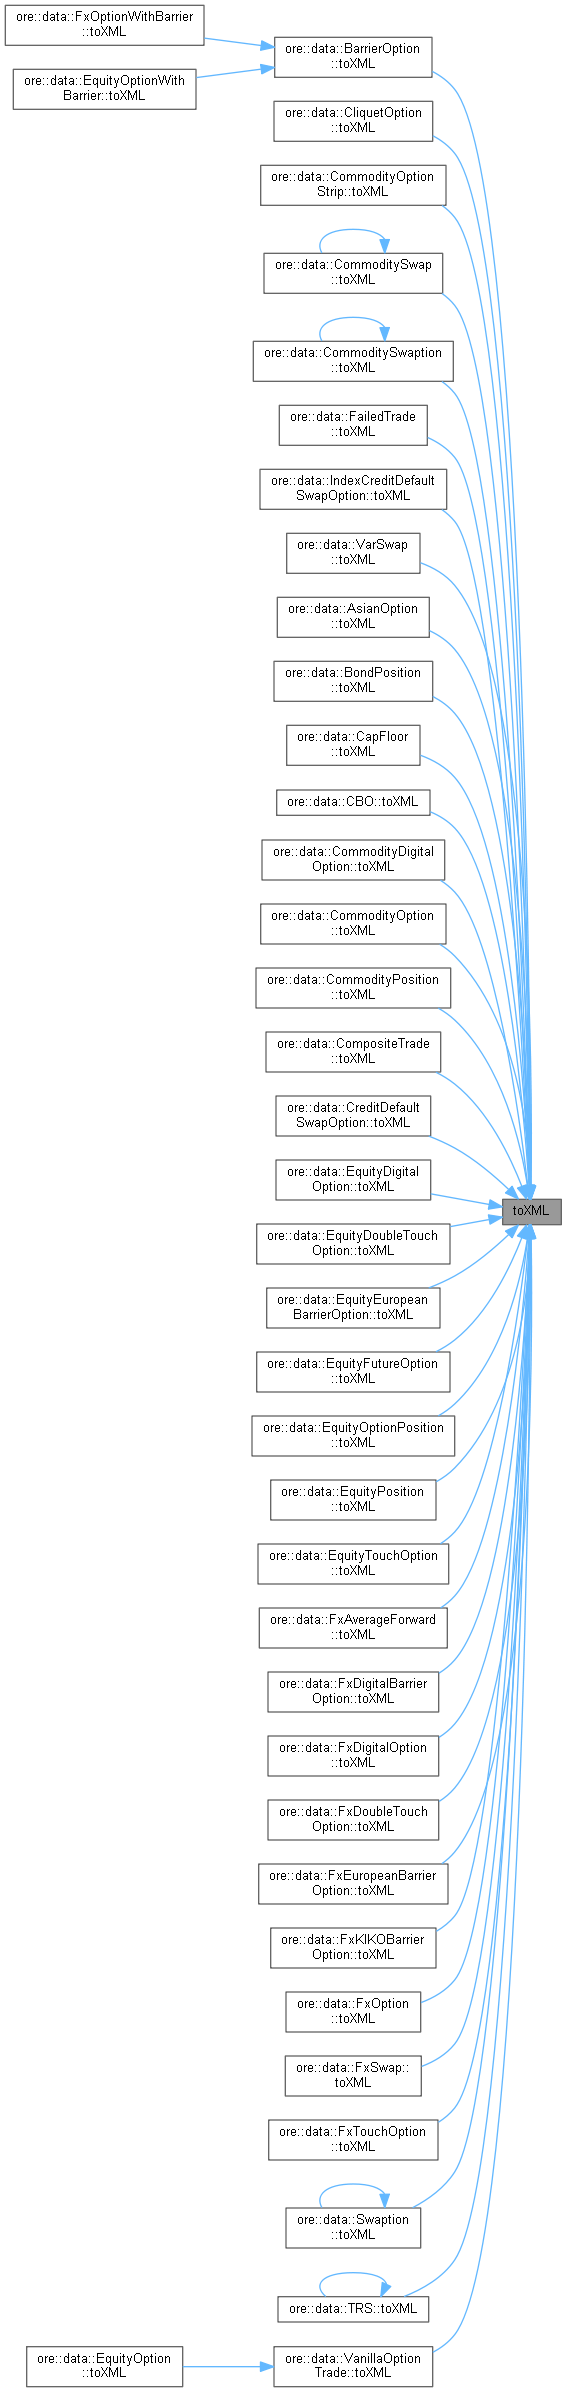 ore::data::FxOptionWithBarrier
::toXML
ore::data::BarrierOption
::toXML
ore::data::EquityOptionWith
Barrier::toXML
ore::data::CliquetOption
::toXML
ore::data::CommodityOption
Strip::toXML
ore::data::CommoditySwap
::toXML
ore::data::CommoditySwaption
::toXML
ore::data::FailedTrade
::toXML
ore::data::IndexCreditDefault
SwapOption::toXML
ore::data::VarSwap
::toXML
ore::data::AsianOption
::toXML
ore::data::BondPosition
::toXML
ore::data::CapFloor
::toXML
ore::data::CBO::toXML
ore::data::CommodityDigital
Option::toXML
ore::data::CommodityOption
::toXML
ore::data::CommodityPosition
::toXML
ore::data::CompositeTrade
::toXML
ore::data::CreditDefault
SwapOption::toXML
ore::data::EquityDigital
Option::toXML
toXML
ore::data::EquityDoubleTouch
Option::toXML
ore::data::EquityEuropean
BarrierOption::toXML
ore::data::EquityFutureOption
::toXML
ore::data::EquityOptionPosition
::toXML
ore::data::EquityPosition
::toXML
ore::data::EquityTouchOption
::toXML
ore::data::FxAverageForward
::toXML
ore::data::FxDigitalBarrier
Option::toXML
ore::data::FxDigitalOption
::toXML
ore::data::FxDoubleTouch
Option::toXML
ore::data::FxEuropeanBarrier
Option::toXML
ore::data::FxKIKOBarrier
Option::toXML
ore::data::FxOption
::toXML
ore::data::FxSwap::
toXML
ore::data::FxTouchOption
::toXML
ore::data::Swaption
::toXML
ore::data::TRS::toXML
ore::data::EquityOption
::toXML
ore::data::VanillaOption
Trade::toXML